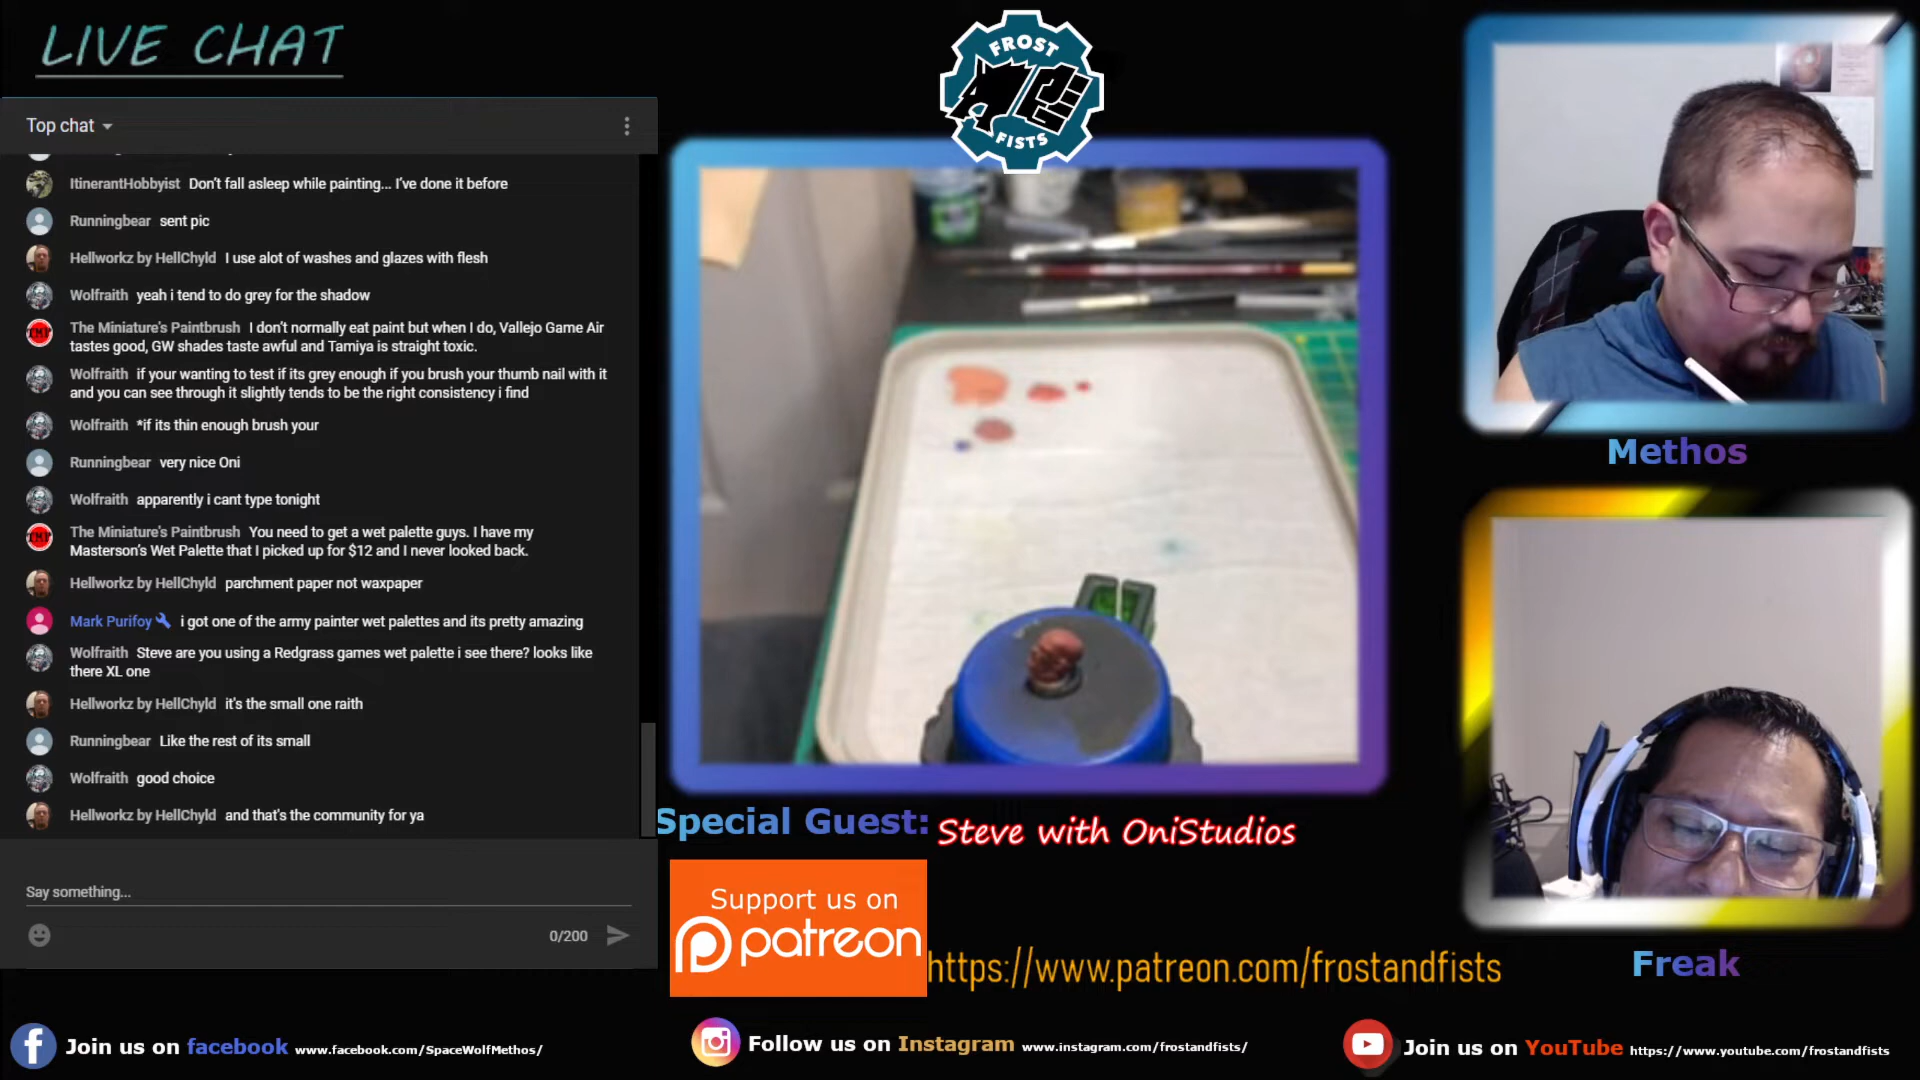 LIVE CHAT
Top chat
ItinerantHobbyist Don't fall asleep while painting... I've done it before
Runningbear sent pic
Hellworkz by HellChyld I use alot of washes and glazes with flesh
Wolfraith yeah i tend to do grey for the shadow
The Miniature's Paintbrush I don't normally eat paint but when I do, Vallejo Game Air
tastes good, GW shades taste awful and Tamiya is straight toxic.
Wolfraith if your wanting to test if its grey enough if you brush your thumb nail with it
and you can see through it slightly tends to be the right consistency i find
Wolfraith *if its thin enough brush your
Runningbear very nice Oni
Wolfraith apparently i cant type tonight
The Miniature's Paintbrush You need to get a wet palette guys. I have my
Masterson's Wet Palette that I picked up for $12 and I never looked back.
Hellworkz by HellChyld parchment paper not waxpaper
Mark Purifoy i got one of the army painter wet palettes and its pretty amazing
Wolfraith Steve are you using a Redgrass games wet palette i see there? looks like
there XL one
Hellworkz by HellChyld it's the small one raith
Runningbear Like the rest of its small
Wolfraith good choice
Hellworkz by HellChyld and that's the community for ya
Say something...
0/200
FROST
FISTS
Methos
Freak
Special Guest: Steve with OniStudios
Support us on
patreon
https://www.patreon.com/frostandfists
Join us on facebook www.facebook.com/SpaceWolfMethos/
Follow us on Instagram www.instagram.com/frostandfists/
Join us on YouTube https://www.youtube.com/frostandfists
TMP
TMP